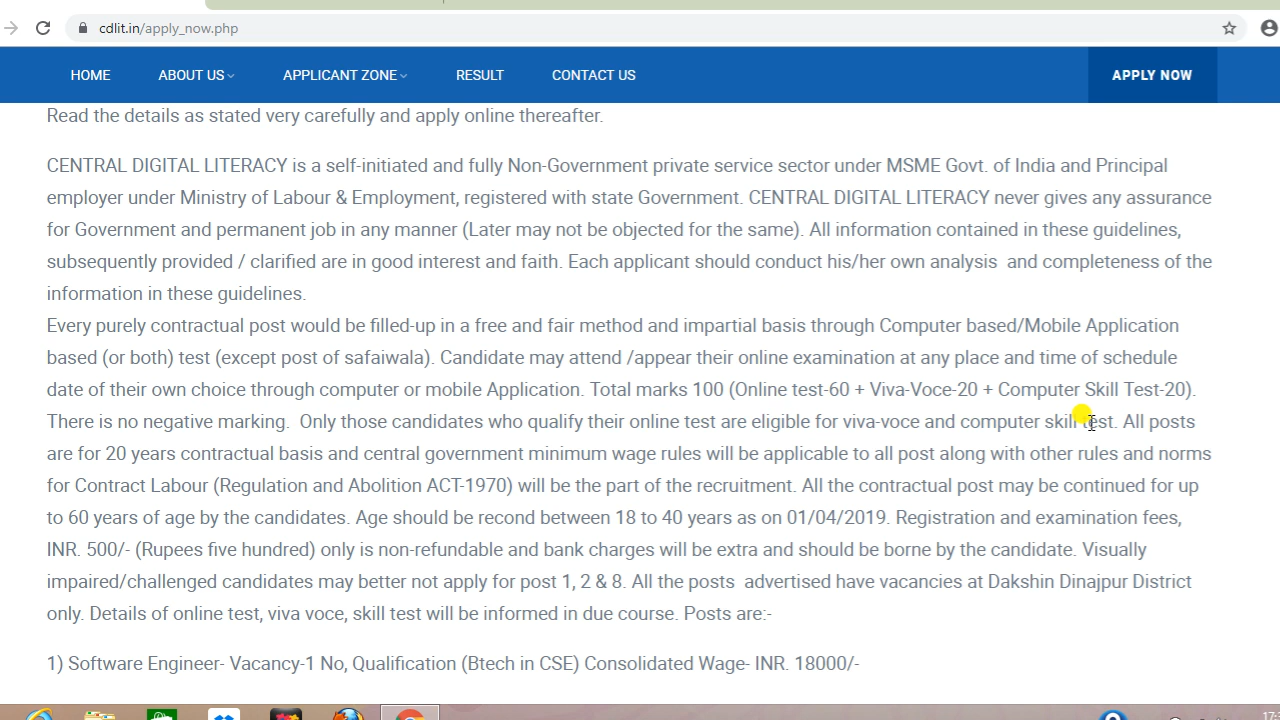 cdlit.in/apply_now.php
HOME ABOUT US APPLICANT ZONE RESULT CONTACT US APPLY NOW
Read the details as stated very carefully and apply online thereafter.
CENTRAL DIGITAL LITERACY is a self-initiated and fully Non-Government private service sector under MSME Govt. of India and Principal
employer under Ministry of Labour & Employment, registered with state Government. CENTRAL DIGITAL LITERACY never gives any assurance
for Government and permanent job in any manner (Later may not be objected for the same). All information contained in these guidelines,
subsequently provided / clarified are in good interest and faith. Each applicant should conduct his/her own analysis and completeness of the
information in these guidelines.
Every purely contractual post would be filled-up in a free and fair method and impartial basis through Computer based/Mobile Application
based (or both) test (except post of safaiwala). Candidate may attend /appear their online examination at any place and time of schedule
date of their own choice through computer or mobile Application. Total marks 100 (Online test-60 + Viva-Voce-20 + Computer Skill Test-20).
There is no negative marking. Only those candidates who qualify their online test are eligible for viva-voce and computer skill test. All posts
are for 20 years contractual basis and central government minimum wage rules will be applicable to all post along with other rules and norms
for Contract Labour (Regulation and Abolition ACT-1970) will be the part of the recruitment. All the contractual post may be continued for up
to 60 years of age by the candidates. Age should be recond between 18 to 40 years as on 01/04/2019. Registration and examination fees,
INR. 500/- (Rupees five hundred) only is non-refundable and bank charges will be extra and should be borne by the candidate. Visually
impaired/challenged candidates may better not apply for post 1, 2 & 8. All the posts advertised have vacancies at Dakshin Dinajpur District
only. Details of online test, viva voce, skill test will be informed in due course. Posts are:-
1) Software Engineer- Vacancy-1 No, Qualification (Btech in CSE) Consolidated Wage- INR. 18000/-